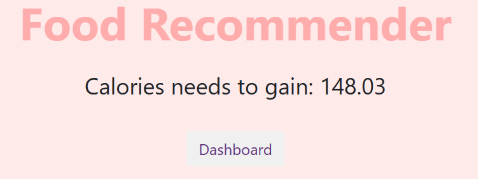 Food Recommender
Calories needs to gain: 148.03
Dashboard